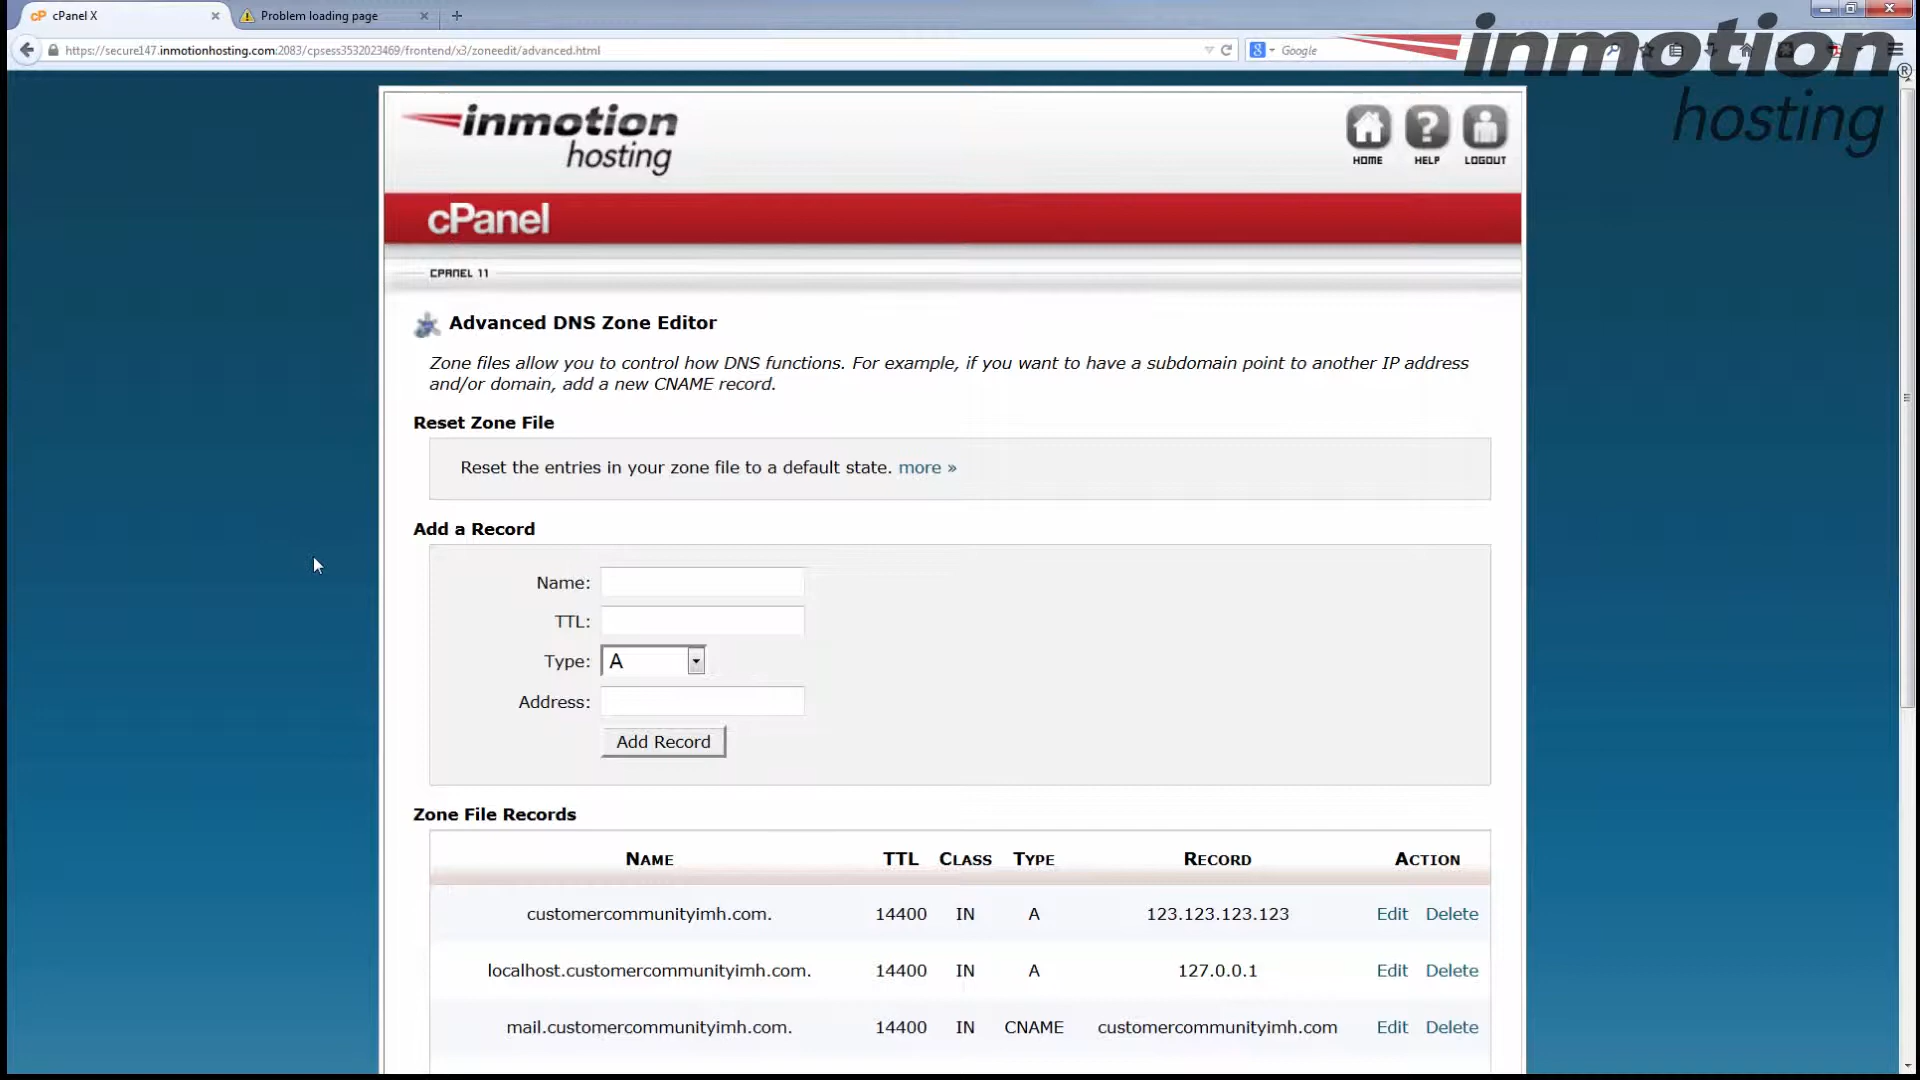 cPanel X
Problem loading page
https://secure147.inmotionhosting.com:2083/cpsess3532023469/frontend/x3/zoneedit/advanced.html
Google
inmotion
hosting
®
inmotion
hosting
HOME
HELP
LOGOUT
cPanel
CPANEL 11
Advanced DNS Zone Editor
Zone files allow you to control how DNS functions. For example, if you want to have a subdomain point to another IP address
and/or domain, add a new CNAME record.
Reset Zone File
Reset the entries in your zone file to a default state. more »
Add a Record
Name:
TTL:
Type: A
Address:
Add Record
Zone File Records
NAME TTL CLASS TYPE RECORD ACTION
customercommunityimh.com. 14400 IN A 123.123.123.123 Edit Delete
localhost.customercommunityimh.com. 14400 IN A 127.0.0.1 Edit Delete
mail.customercommunityimh.com. 14400 IN CNAME customercommunityimh.com Edit Delete